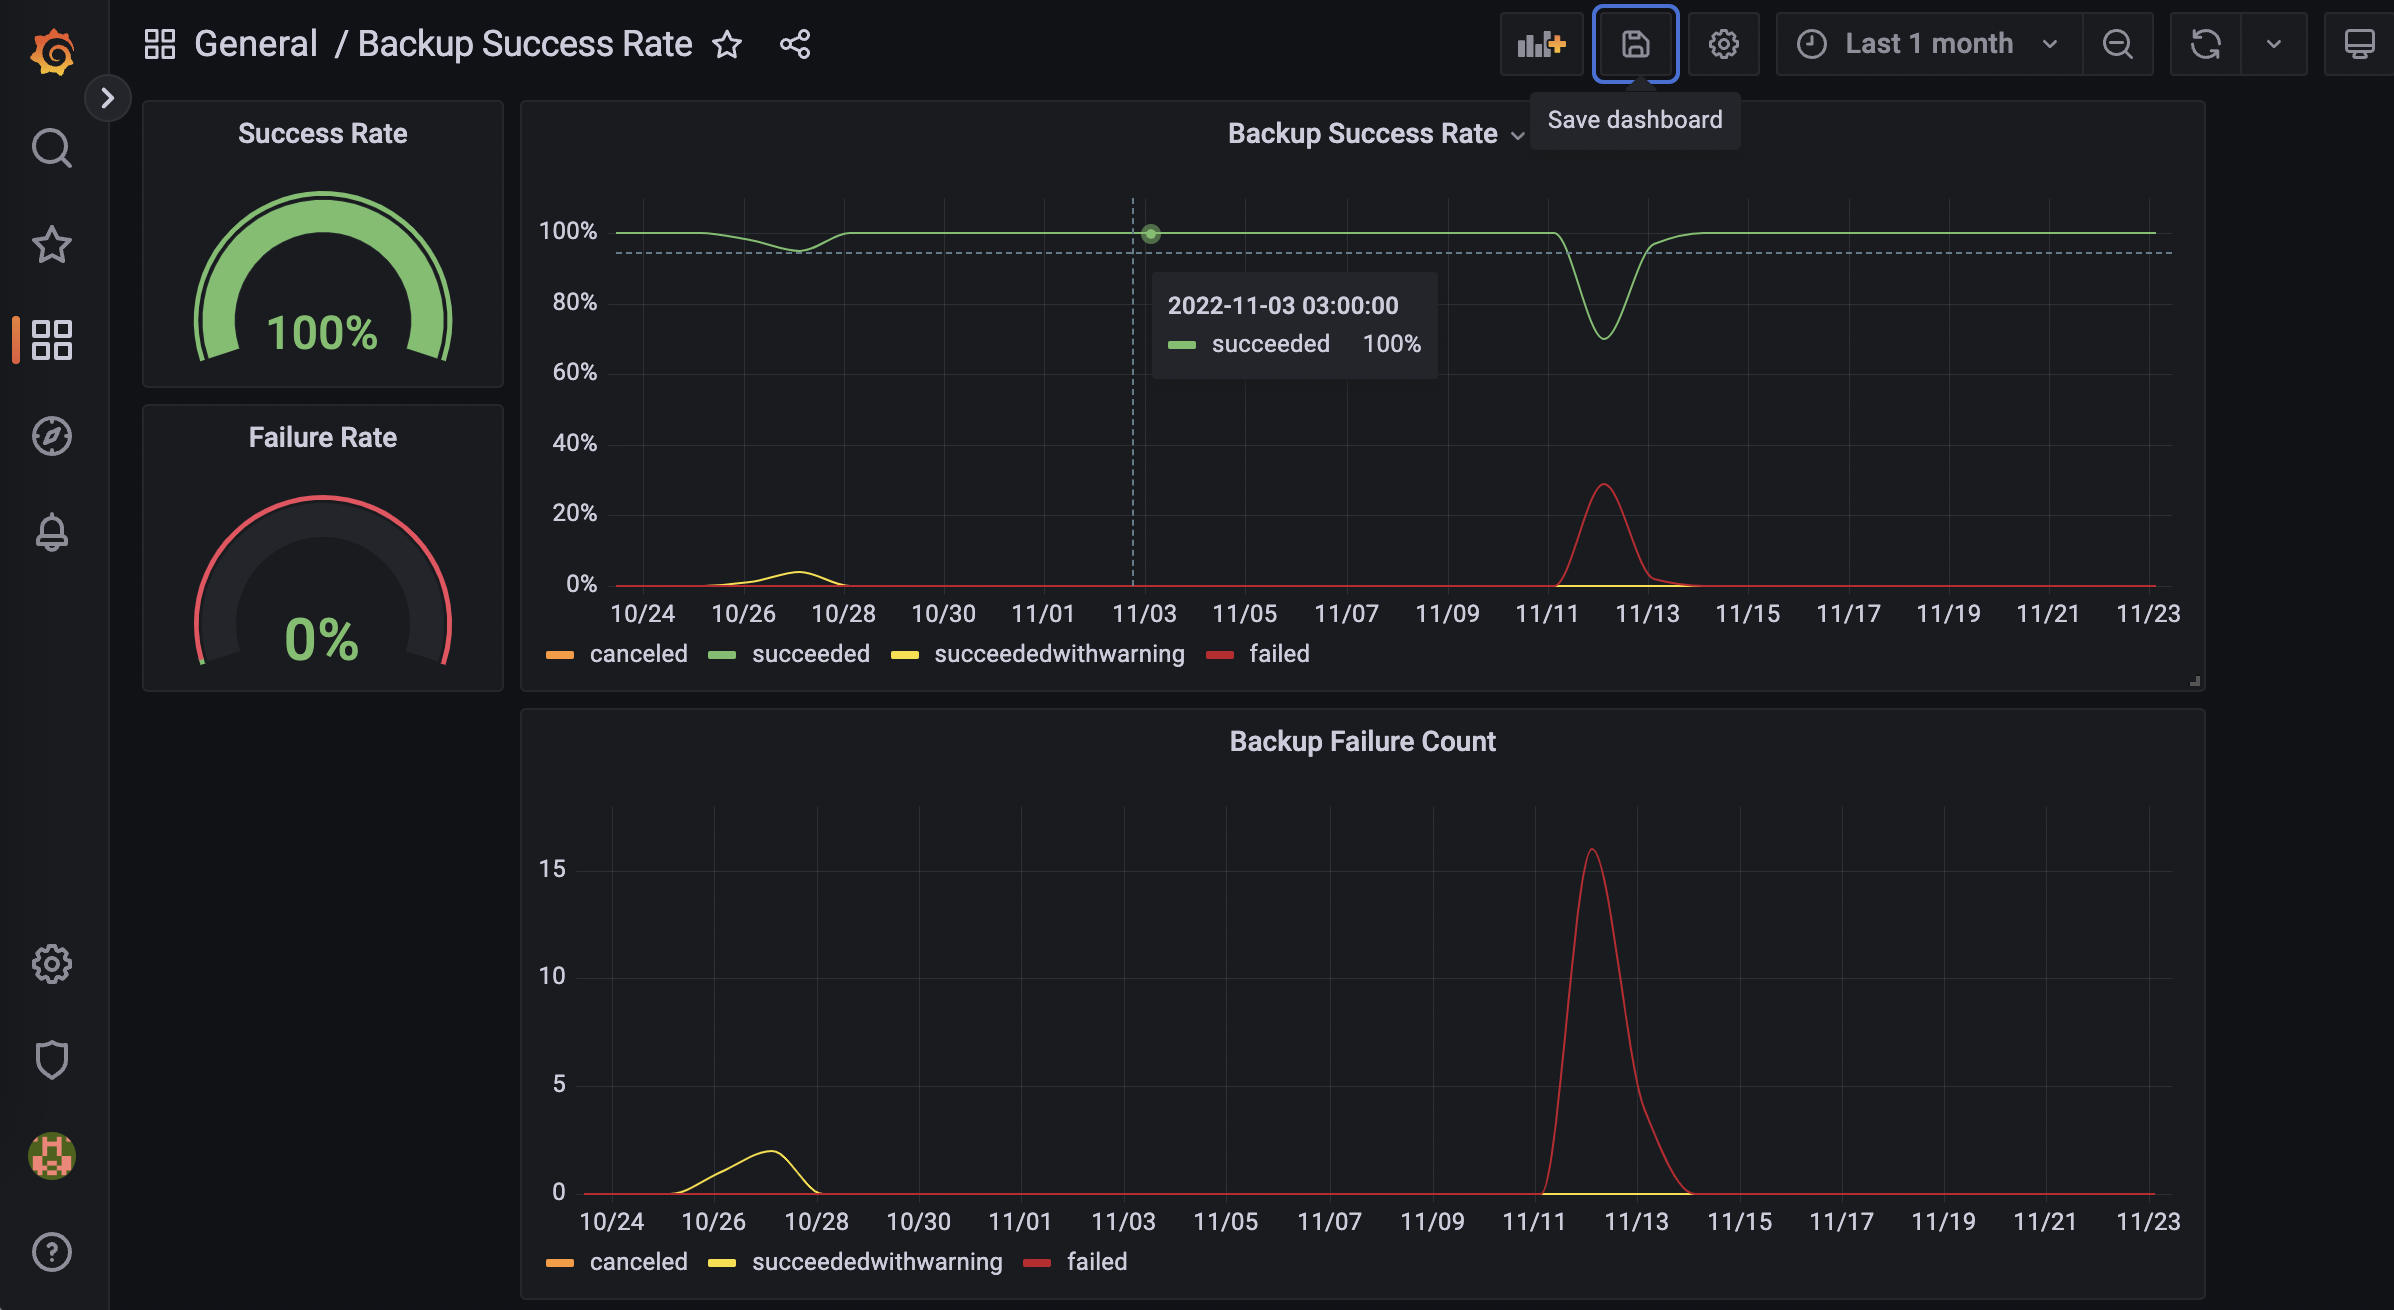 General / Backup Success Rate
Last 1 month
Save dashboard
Success Rate
100%
Failure Rate
0%
Backup Success Rate
100%
80%
60%
40%
20%
0%
2022-11-03 03:00:00
succeeded 100%
10/24 10/26 10/28 10/30 11/01 11/03 11/05 11/07 11/09 11/11 11/13 11/15 11/17 11/19 11/21 11/23
canceled succeeded succeededwithwarning failed
Backup Failure Count
15
10
5
0
10/24 10/26 10/28 10/30 11/01 11/03 11/05 11/07 11/09 11/11 11/13 11/15 11/17 11/19 11/21 11/23
canceled succeededwithwarning failed